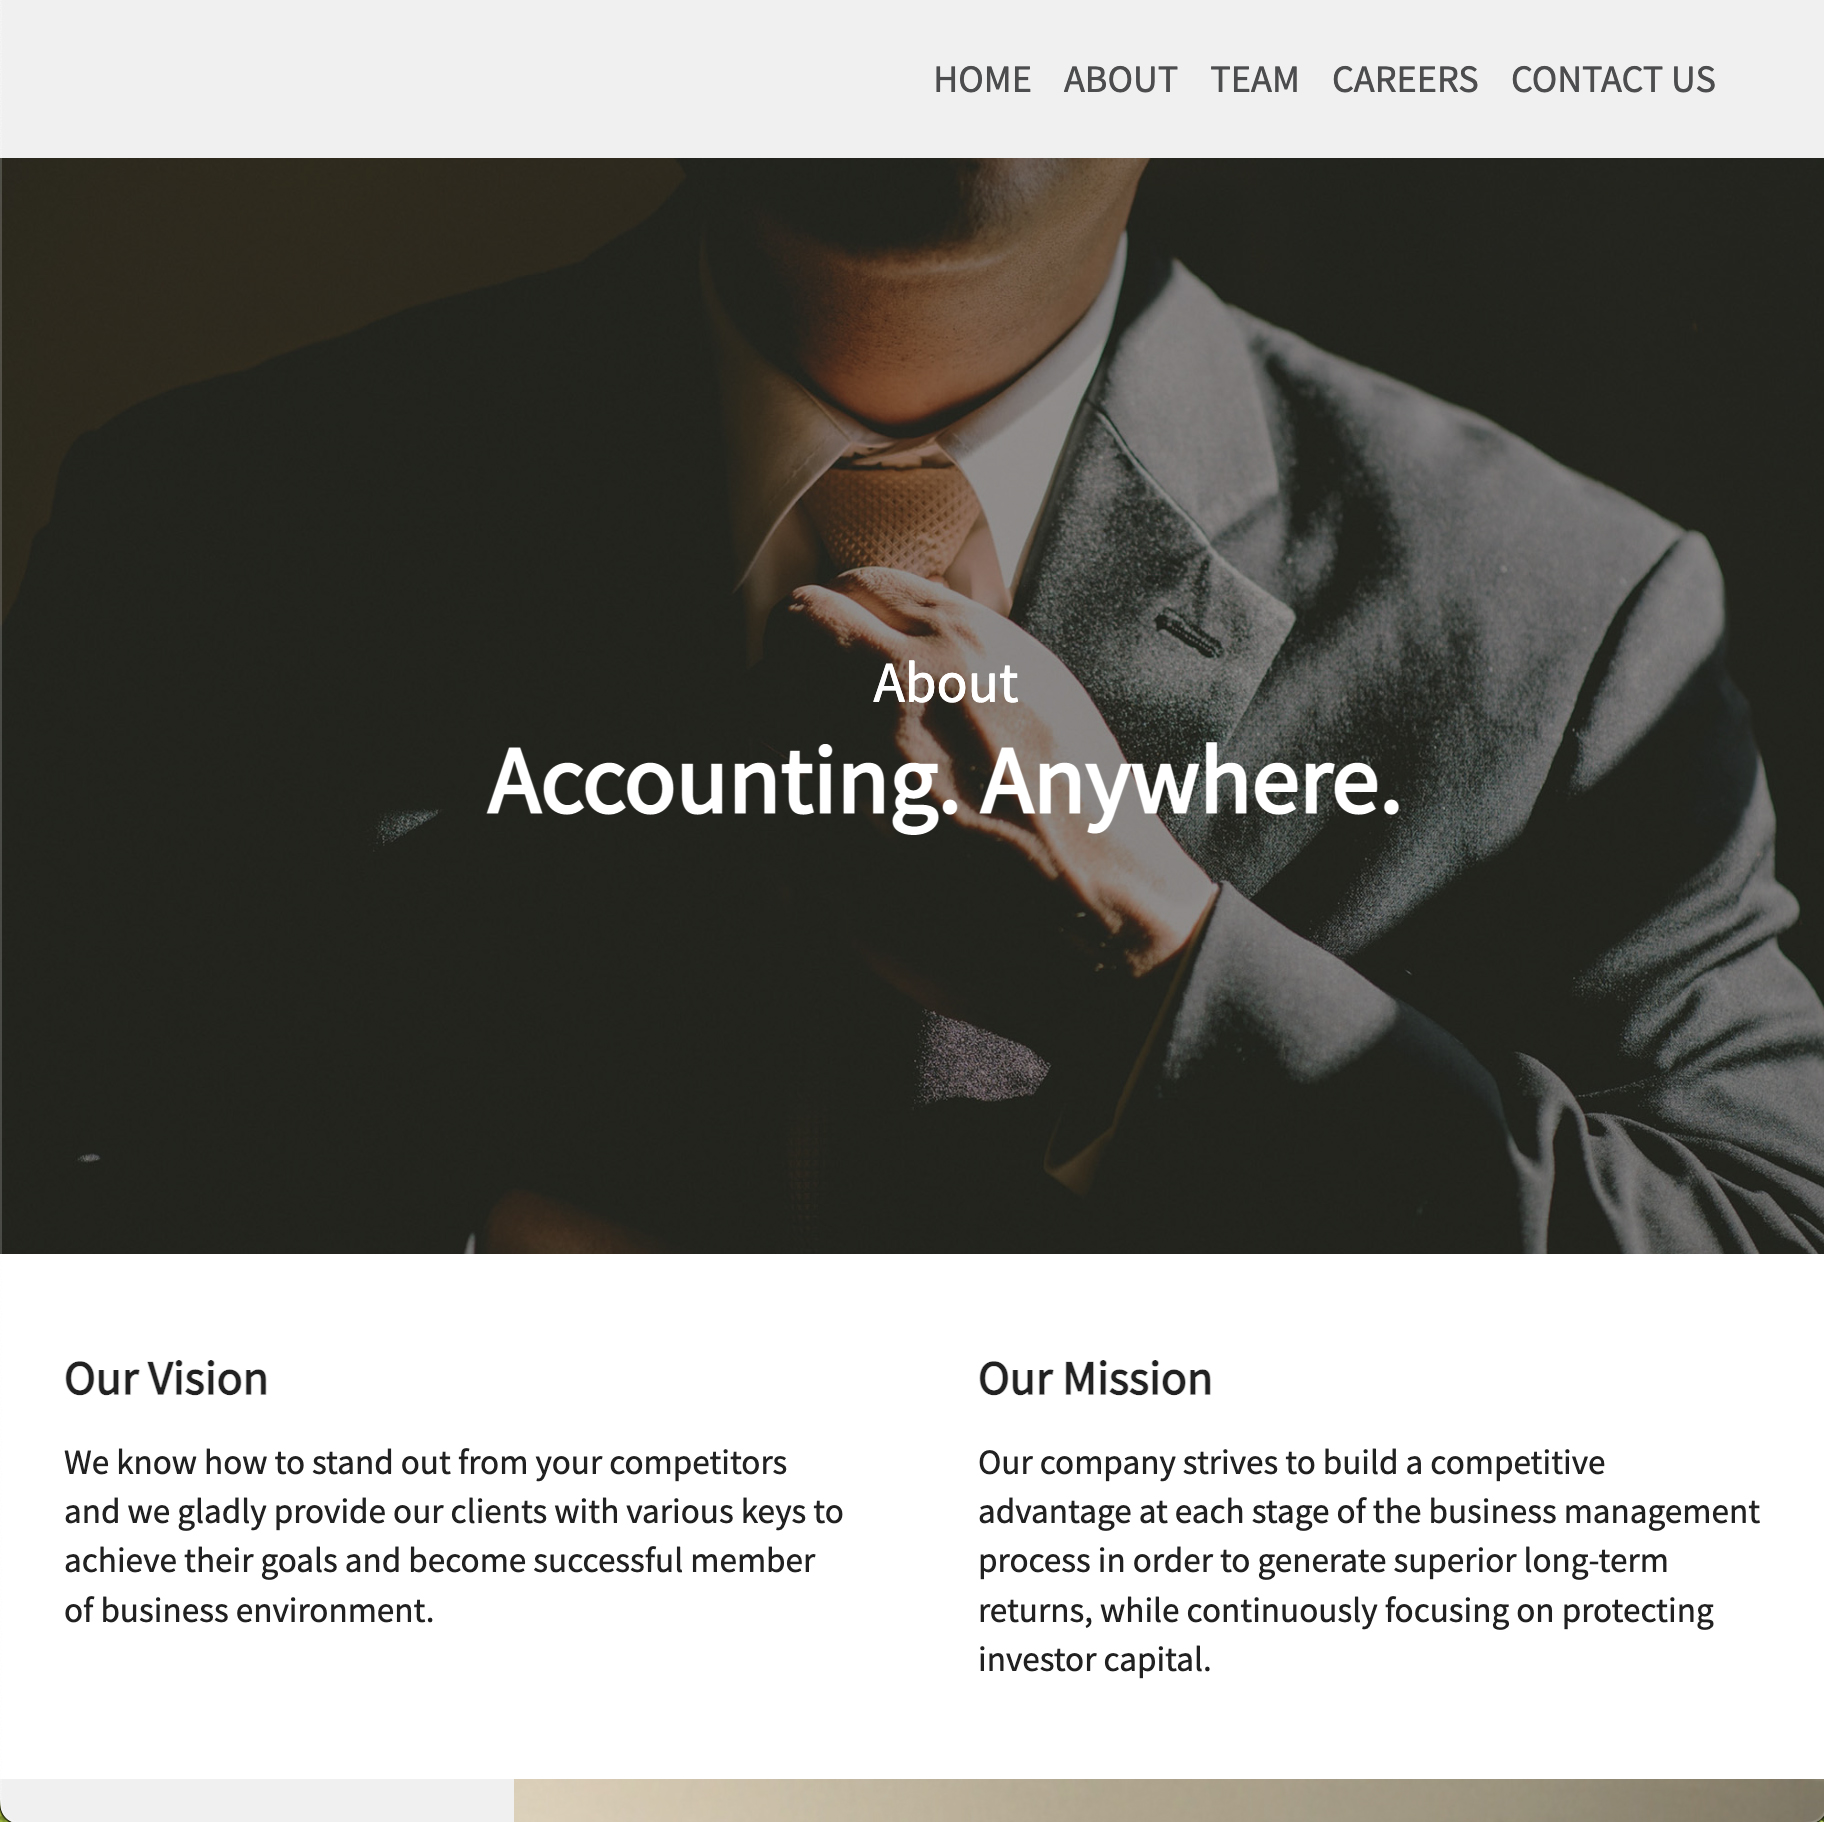 HOME ABOUT TEAM CAREERS CONTACT US
About
Accounting. Anywhere.
Our Vision
We know how to stand out from your competitors
and we gladly provide our clients with various keys to
achieve their goals and become successful member
of business environment.
Our Mission
Our company strives to build a competitive
advantage at each stage of the business management
process in order to generate superior long-term
returns, while continuously focusing on protecting
investor capital.